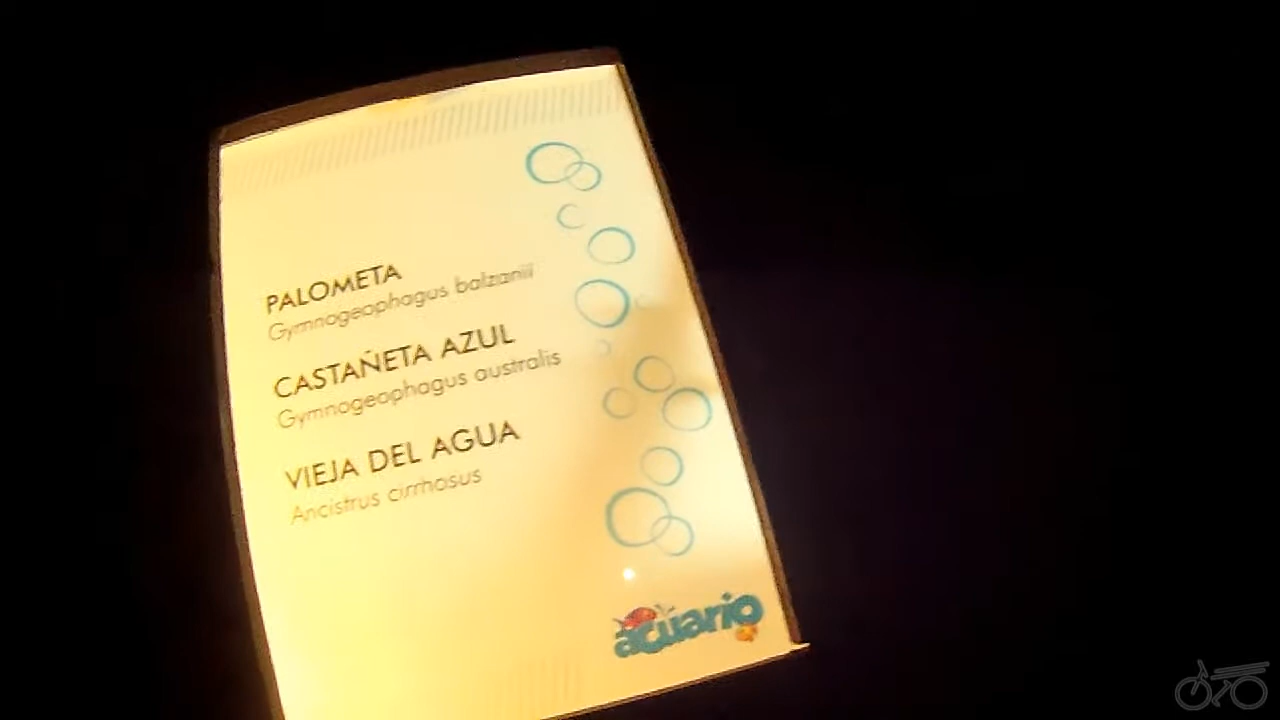 PALOMETA
Gymnogeophagus balzanii
CASTAÑETA AZUL
Gymnogeophagus australis
VIEJA DEL AGUA
Ancistrus cirrhosus
acuario